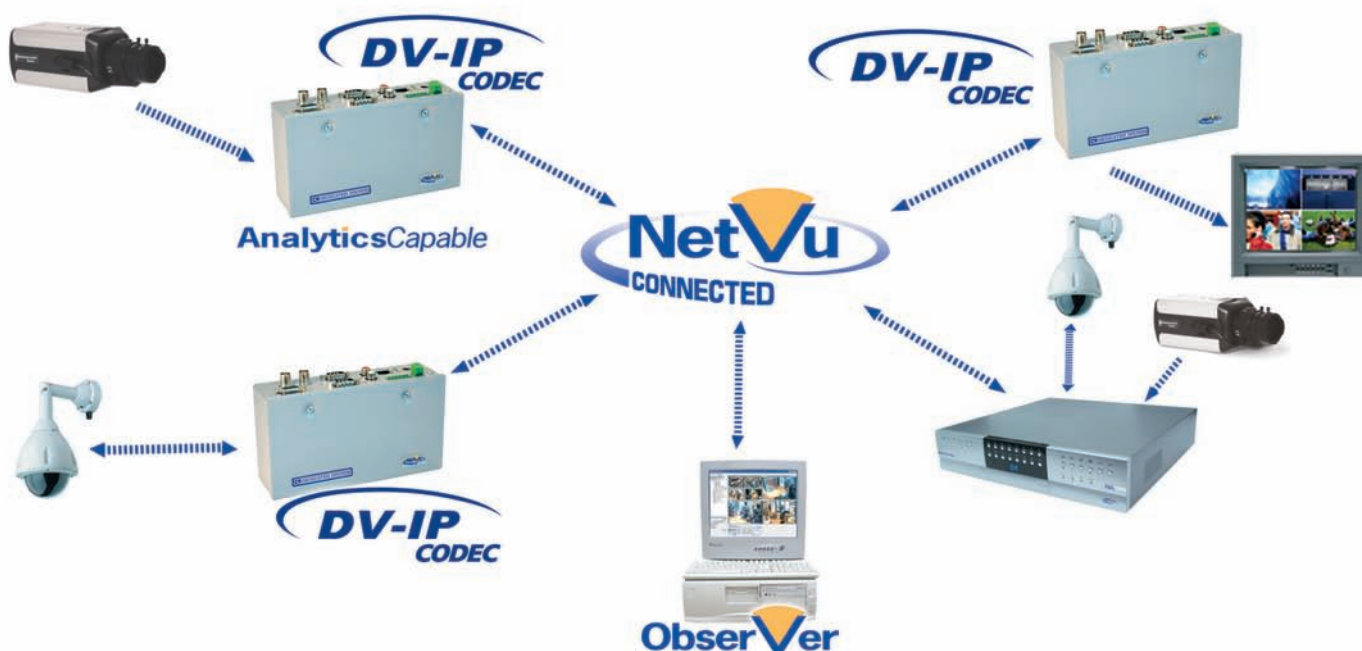 DV-IP
CODEC
DV-IP
CODEC
AnalyticsCapable
NetVu
CONNECTED
DV-IP
CODEC
ObserVer